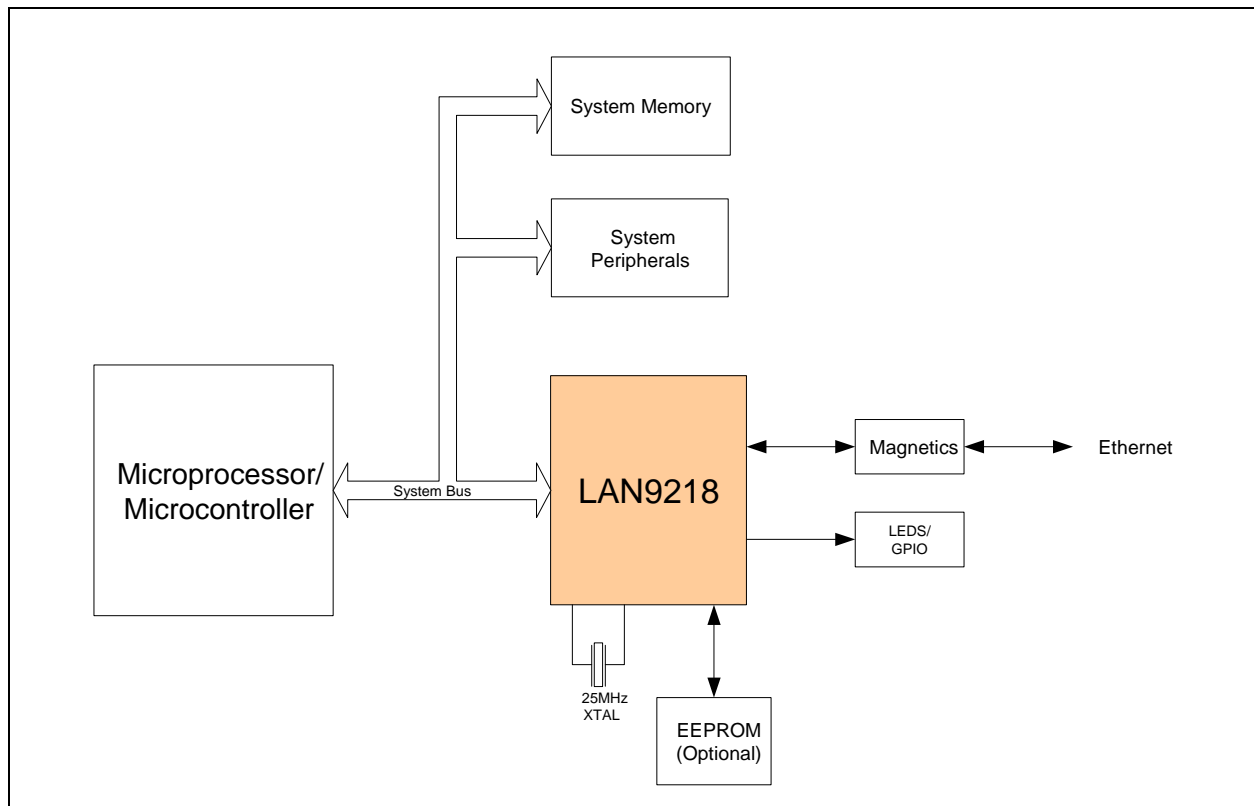 System Memory
System
Peripherals
Microprocessor/
Microcontroller
System Bus
LAN9218
Magnetics
Ethernet
LEDS/
GPIO
25MHz
XTAL
EEPROM
(Optional)